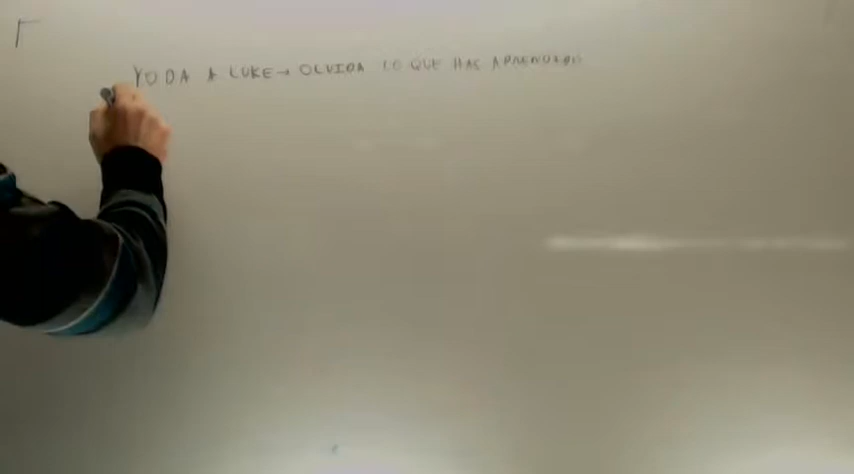 YODA A LUKE → OLVIDA LO QUE HAS APRENDIDO